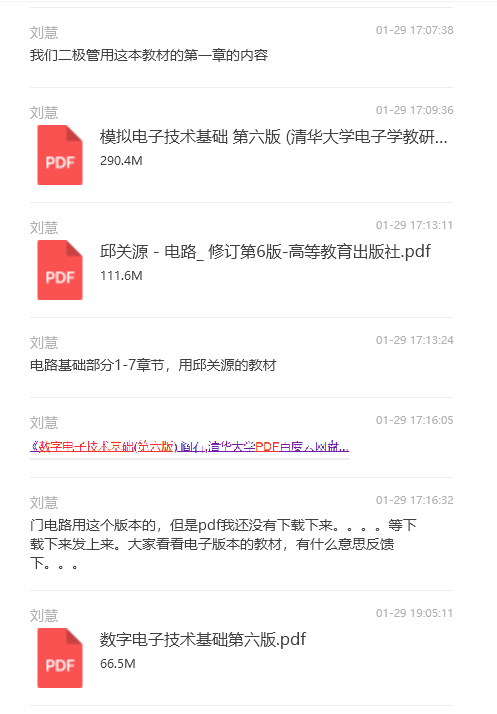 刘慧
01-29 17:07:38
我们二极管用这本教材的第一章的内容
刘慧
01-29 17:09:36
PDF
模拟电子技术基础 第六版 (清华大学电子学教研...
290.4M
刘慧
01-29 17:13:11
PDF
邱关源 - 电路_ 修订第6版-高等教育出版社.pdf
111.6M
刘慧
01-29 17:13:24
电路基础部分1-7章节，用邱关源的教材
刘慧
01-29 17:16:05
《数字电子技术基础(第六版) 阎石,清华大学PDF百度云网盘...
刘慧
01-29 17:16:32
门电路用这个版本的，但是pdf我还没有下载下来。。。。等下
载下来发上来。大家看看电子版本的教材，有什么意思反馈
下。。。
刘慧
01-29 19:05:11
PDF
数字电子技术基础第六版.pdf
66.5M